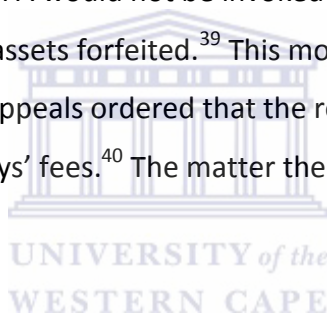 would not be invoked
assets forfeited.³⁹ This mo
ppeals ordered that the re
ys’ fees.⁴⁰ The matter the
UNIVERSITY of the
WESTERN CAPE